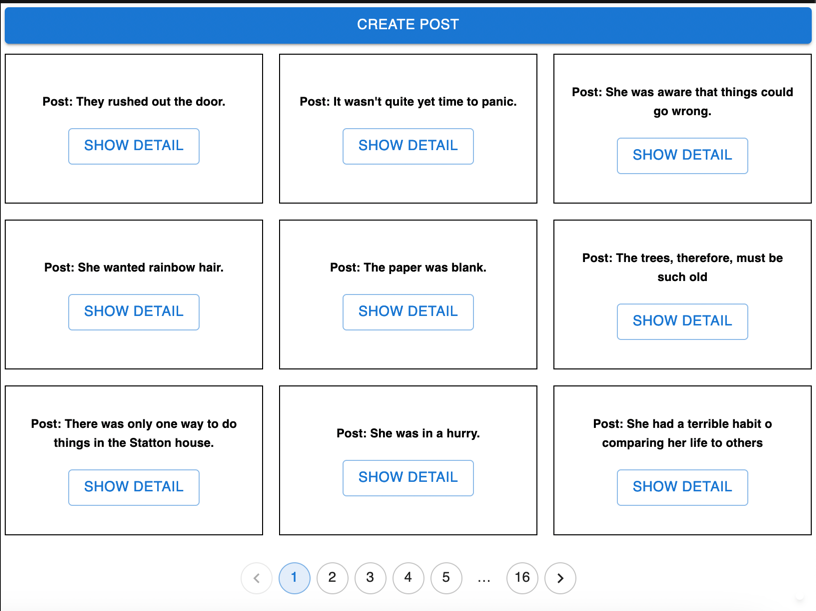 CREATE POST
Post: They rushed out the door.
SHOW DETAIL
Post: It wasn't quite yet time to panic.
SHOW DETAIL
Post: She was aware that things could
go wrong.
SHOW DETAIL
Post: She wanted rainbow hair.
SHOW DETAIL
Post: The paper was blank.
SHOW DETAIL
Post: The trees, therefore, must be
such old
SHOW DETAIL
Post: There was only one way to do
things in the Statton house.
SHOW DETAIL
Post: She was in a hurry.
SHOW DETAIL
Post: She had a terrible habit o
comparing her life to others
SHOW DETAIL
1 2 3 4 5 ... 16